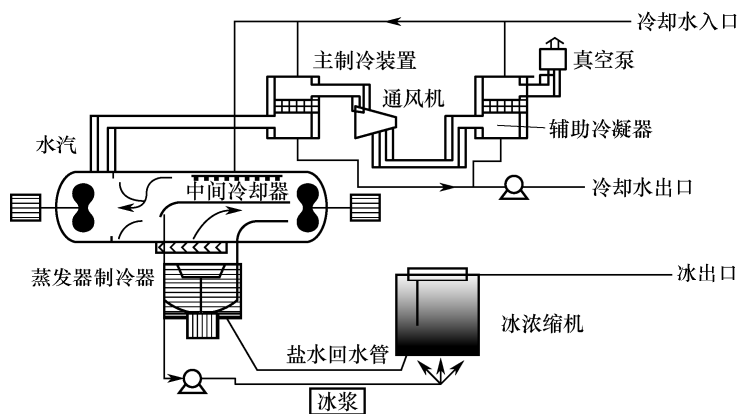 冷却水入口
主制冷装置
真空泵
通风机
水汽
辅助冷凝器
中间冷却器
冷却水出口
蒸发器制冷器
冰出口
冰浓缩机
盐水回水管
冰浆